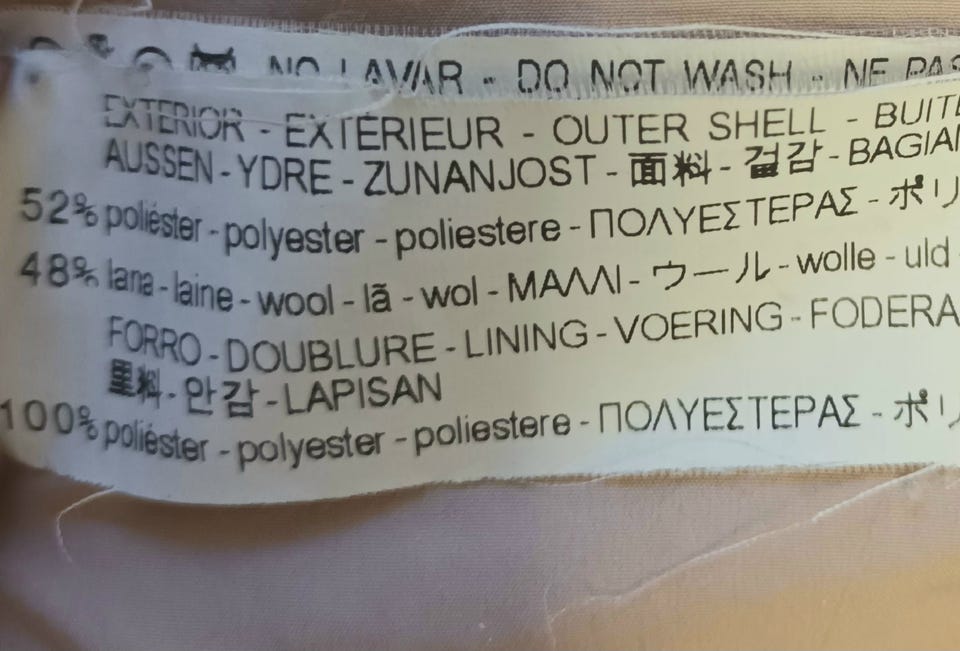 NO LAVAR - DO NOT WASH - NE PAS
EXTERIOR - EXTÉRIEUR - OUTER SHELL - BUITE
AUSSEN - YDRE - ZUNANJOST - 面料 - 겉감 - BAGIAN
52% poliéster - polyester - poliestere - ΠΟΛΥΕΣΤΕΡΑΣ - ポリ
48% lana - laine - wool - lã - wol - ΜΑΛΛΙ - ウール - wolle - uld
FORRO - DOUBLURE - LINING - VOERING - FODERA
里料 - 안감 - LAPISAN
100% poliéster - polyester - poliestere - ΠΟΛΥΕΣΤΕΡΑΣ - ポリ